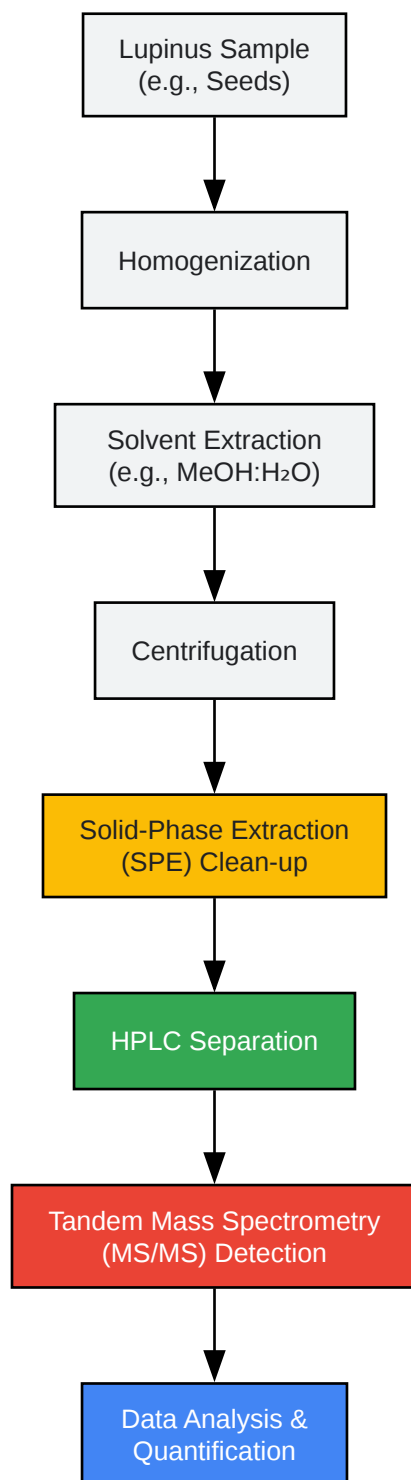 Lupinus Sample
(e.g., Seeds)
Homogenization
Solvent Extraction
(e.g., MeOH:H₂O)
Centrifugation
Solid-Phase Extraction
(SPE) Clean-up
HPLC Separation
Tandem Mass Spectrometry
(MS/MS) Detection
Data Analysis &
Quantification